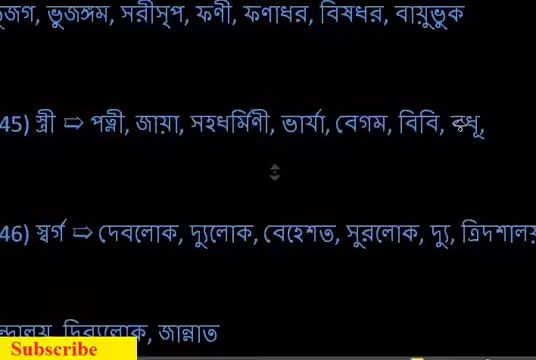 ভুজঙ্গম, সরীসৃপ, ফণী, ফণাধর, বিষধর, বায়ুভুক
45) স্ত্রী ⇨ পত্নী, জায়া, সহধর্মিণী, ভার্যা, বেগম, বিবি, বধূ,
46) স্বর্গ ⇨ দেবলোক, দ্যুলোক, বেহেশত, সুরলোক, দ্যু, ত্রিদশালয়
দিব্যলোক, জান্নাত
Subscribe